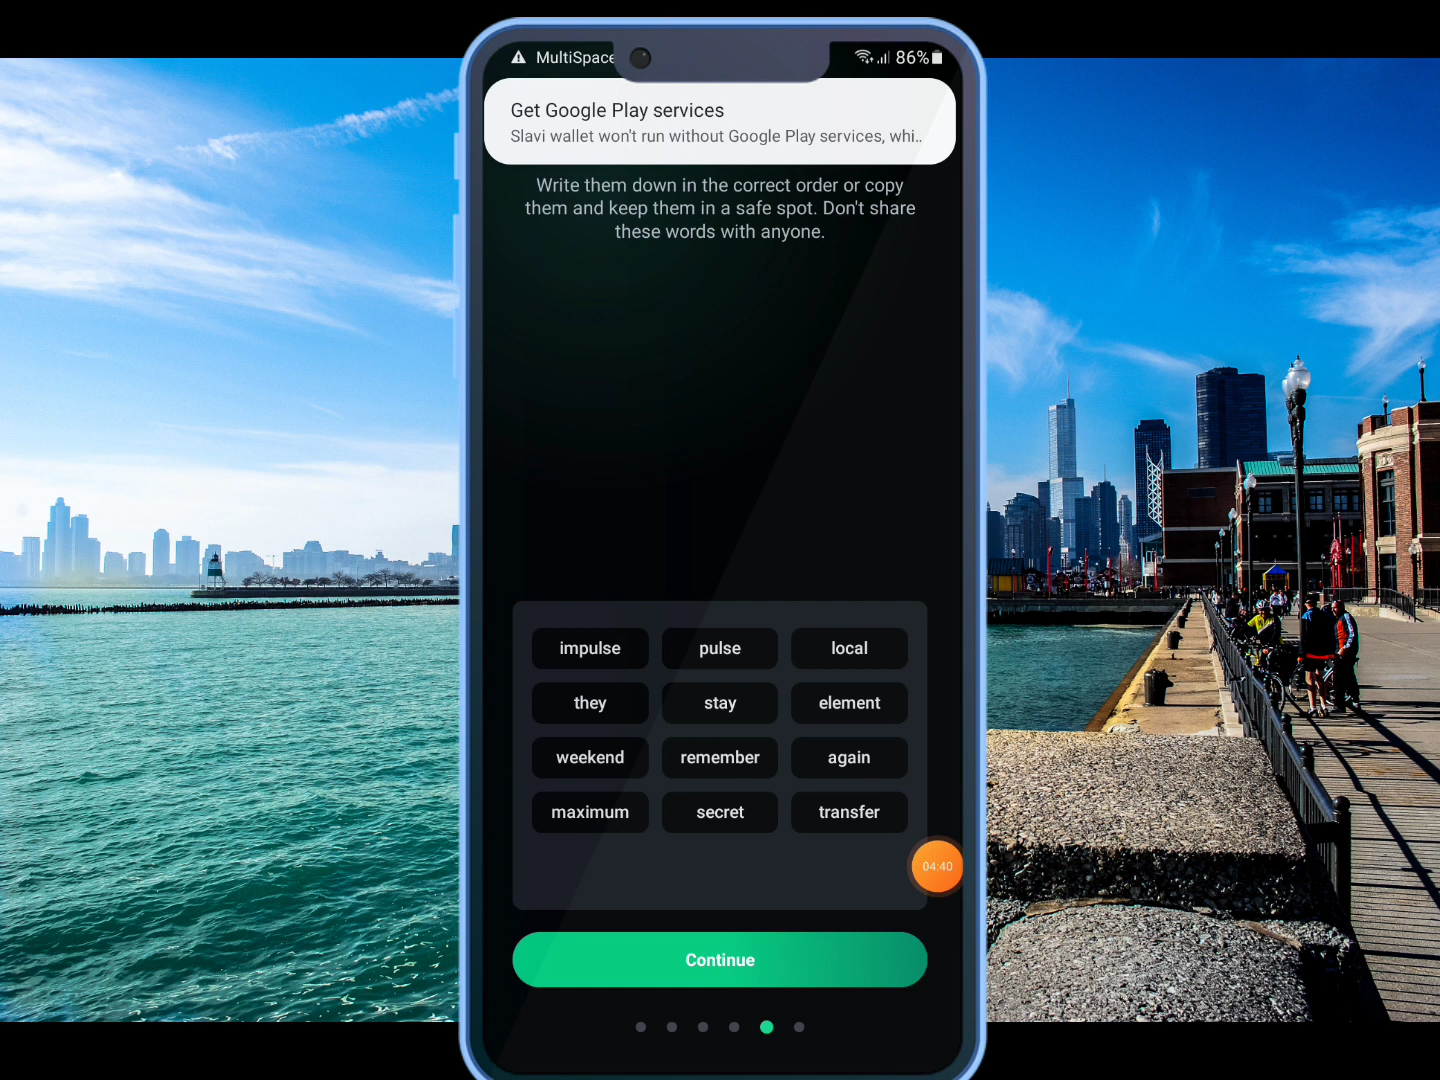 MultiSpace
86%
Get Google Play services
Slavi wallet won't run without Google Play services, whi..
Write them down in the correct order or copy
them and keep them in a safe spot. Don't share
these words with anyone.
impulse pulse local
they stay element
weekend remember again
maximum secret transfer
04:40
Continue